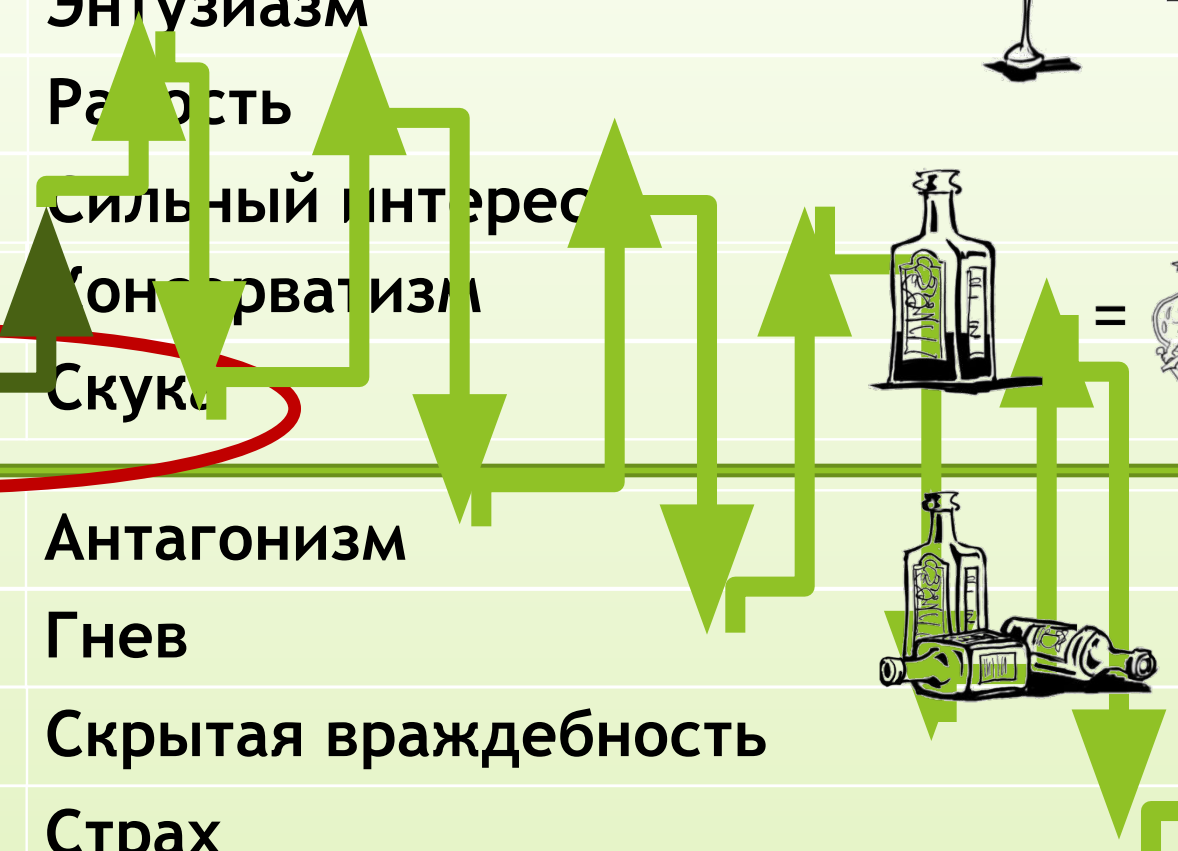 Энтузиазм
Радость
Сильный интерес
Консерватизм
=
Скука
Антагонизм
Гнев
Скрытая враждебность
Страх